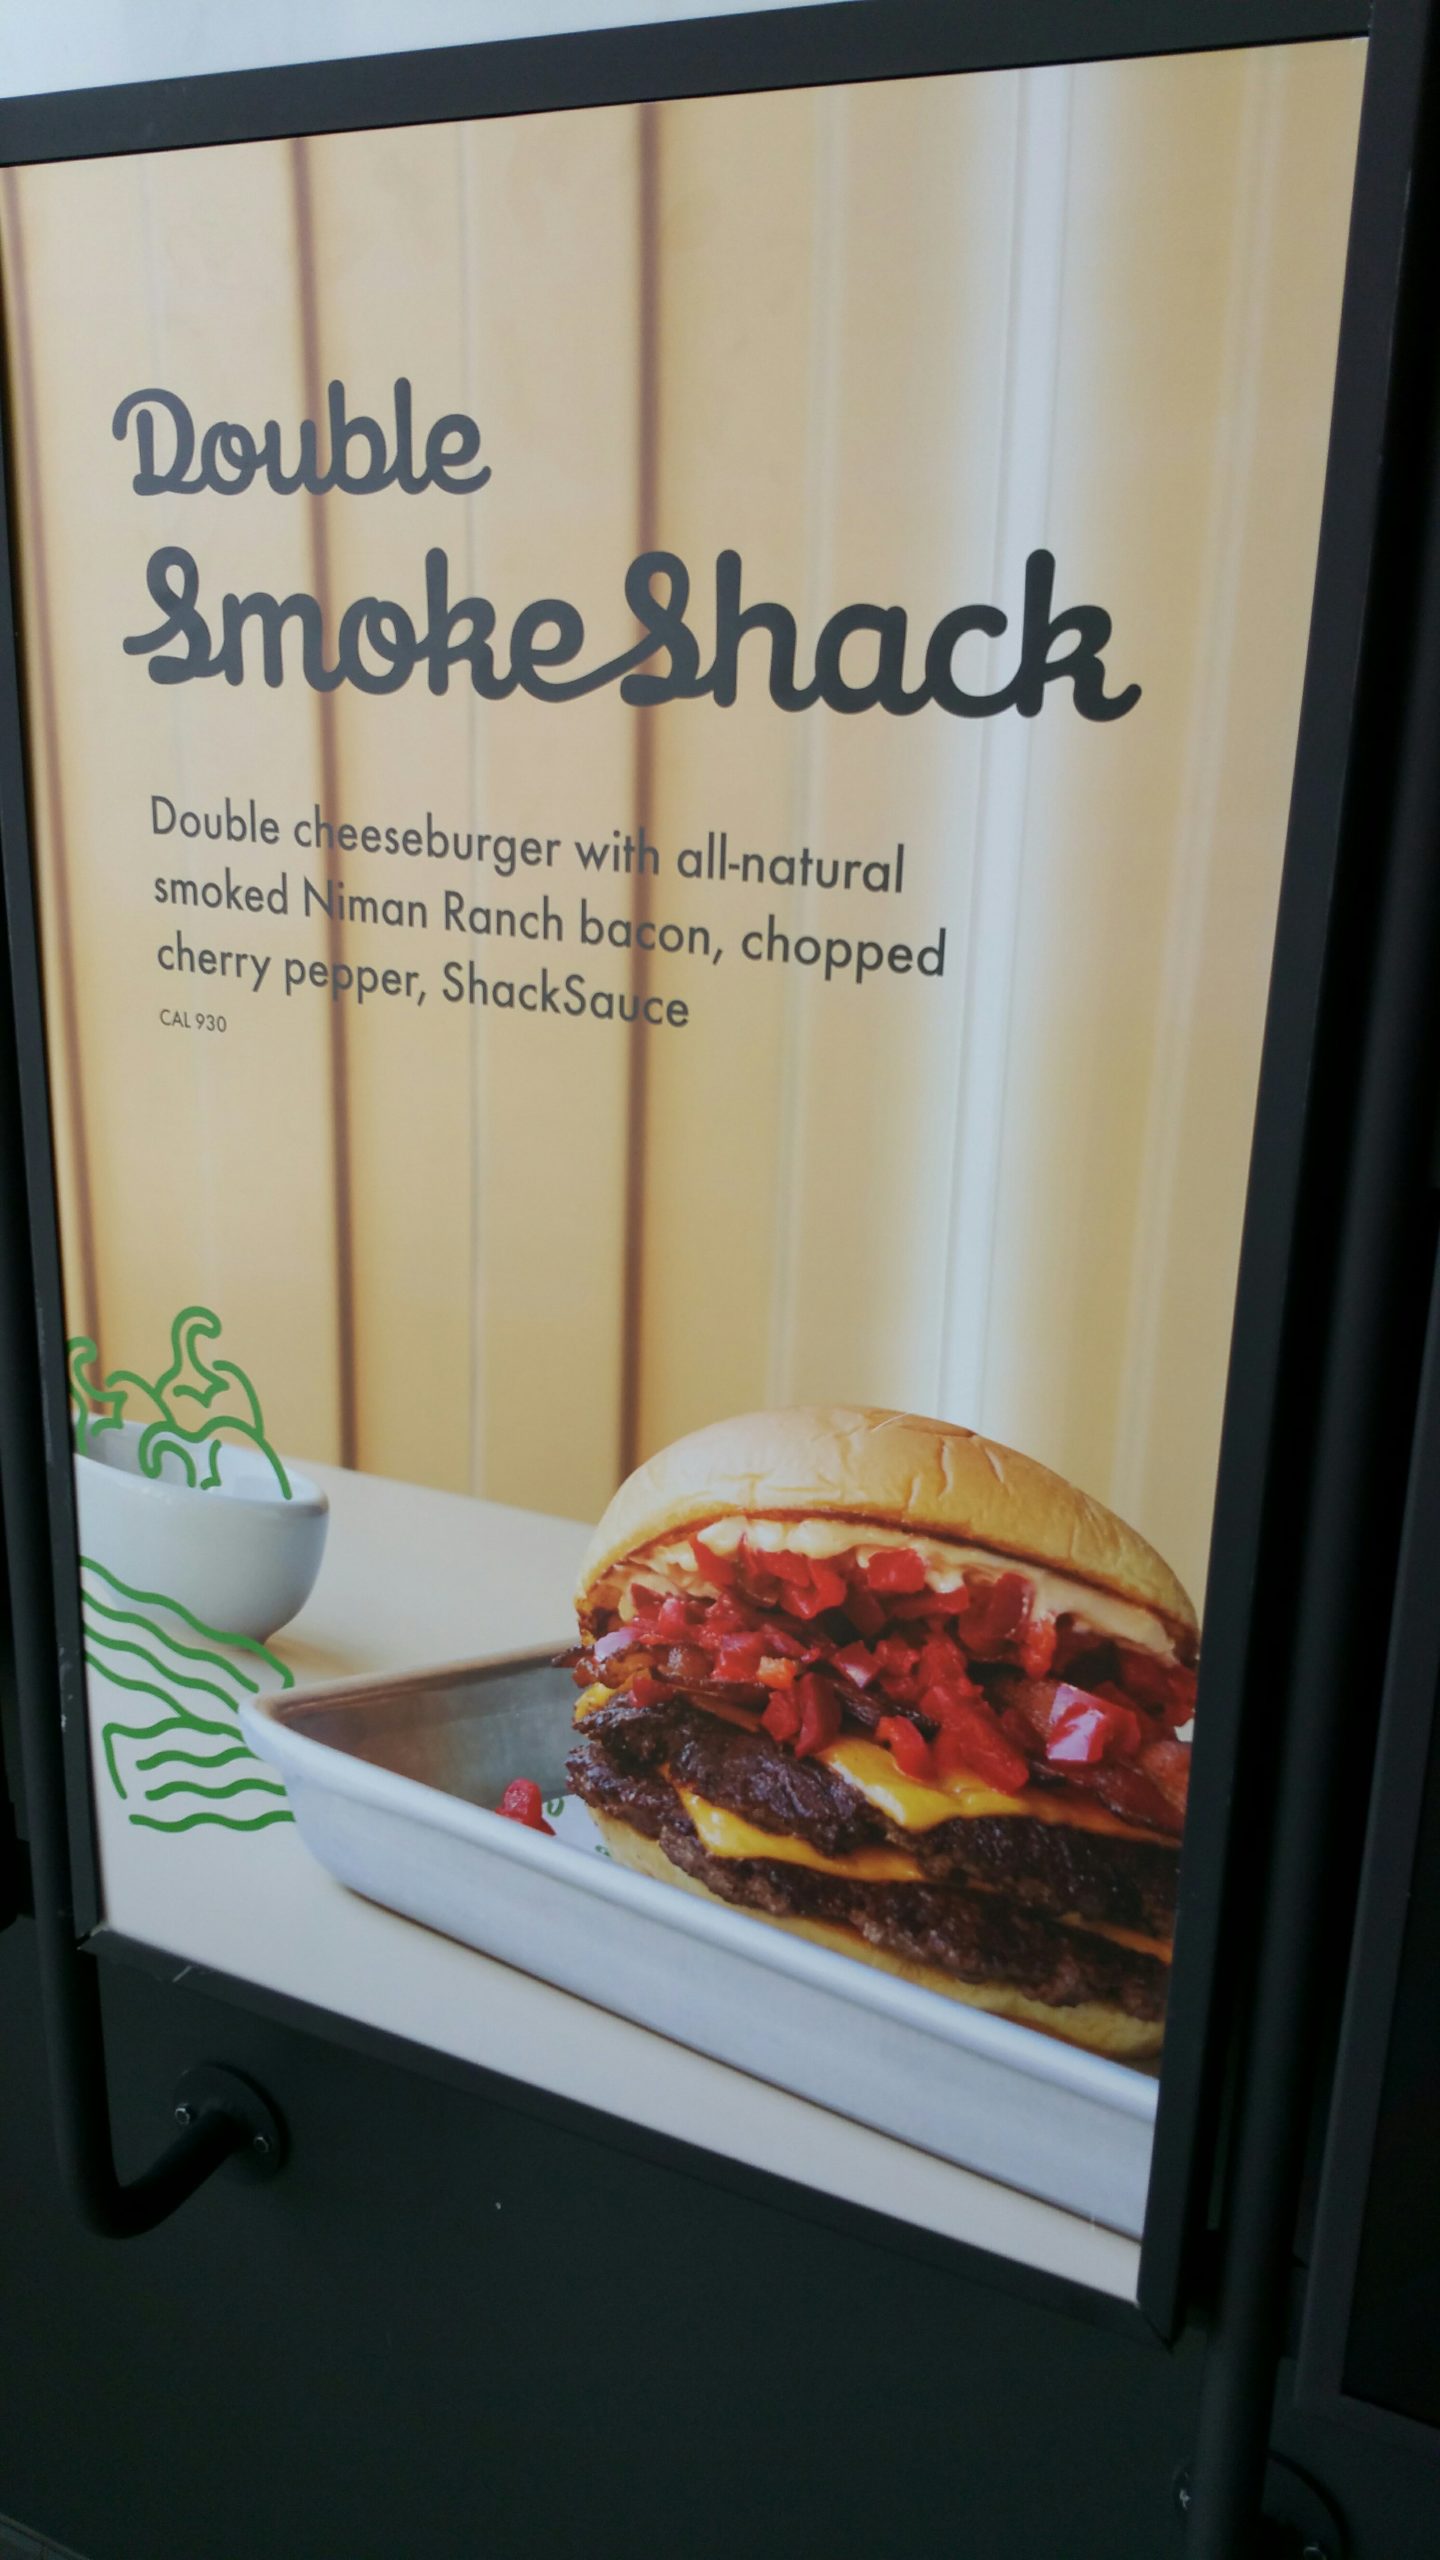 Double
SmokeShack
Double cheeseburger with all-natural
smoked Niman Ranch bacon, chopped
cherry pepper, ShackSauce
CAL 930